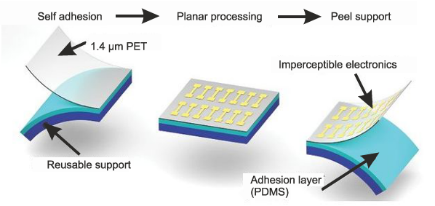 Self adhesion
Planar processing
Peel support
1.4 µm PET
Imperceptible electronics
Reusable support
Adhesion layer
(PDMS)